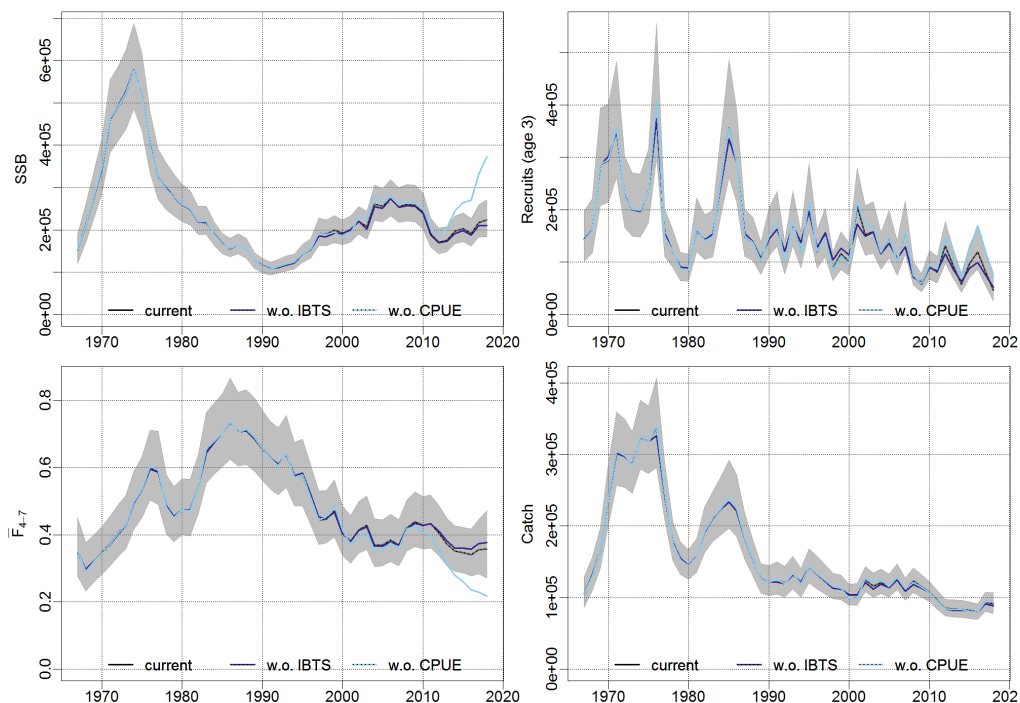 SSB
0e+00 2e+05 4e+05 6e+05
current w.o. IBTS w.o. CPUE
1970 1980 1990 2000 2010 2020
Recruits (age 3)
0e+00 2e+05 4e+05
current w.o. IBTS w.o. CPUE
1970 1980 1990 2000 2010 202
F̅4−7
0.0 0.2 0.4 0.6 0.8
current w.o. IBTS w.o. CPUE
1970 1980 1990 2000 2010 2020
Catch
0e+00 1e+05 2e+05 3e+05 4e+05
current w.o. IBTS w.o. CPUE
1970 1980 1990 2000 2010 202